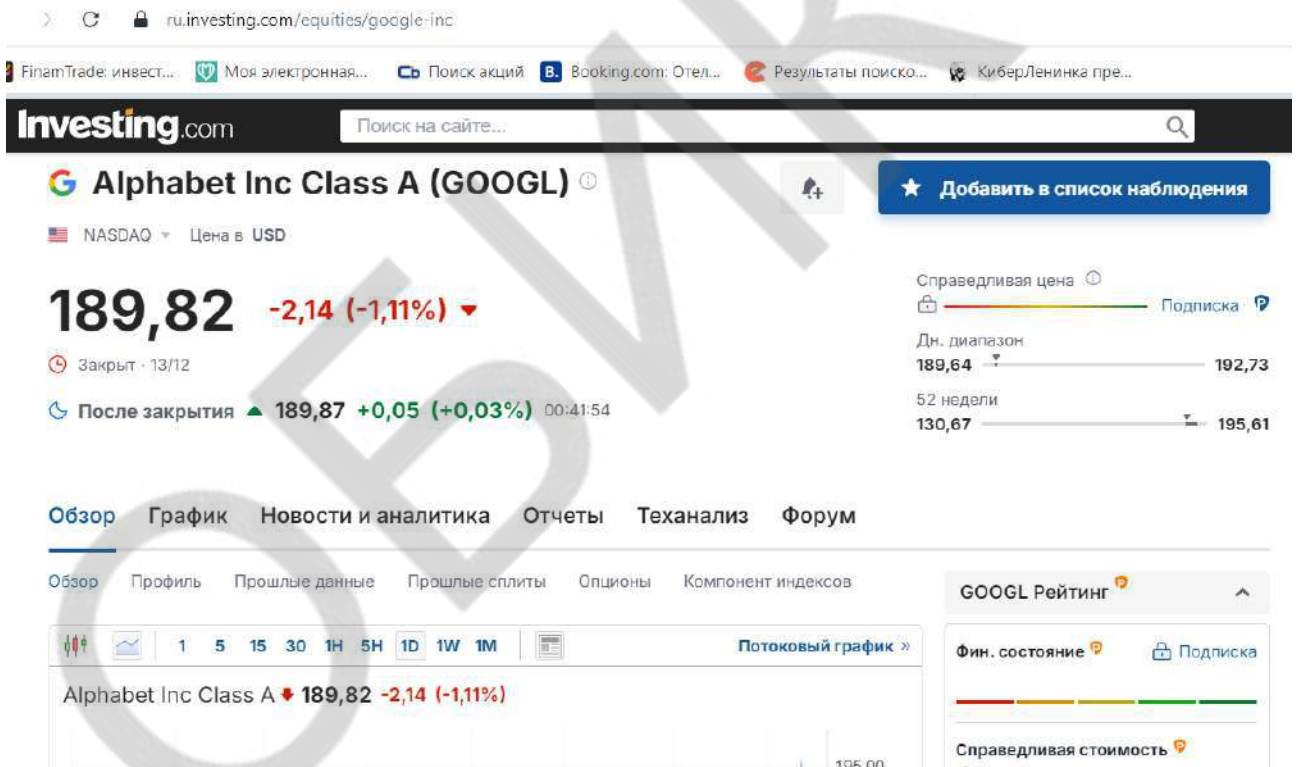 ru.investing.com/equities/google-inc
FinamTrade: инвест... Моя электронная... Поиск акций Booking.com: Отел... Результаты поиско... КиберЛенинка пре...
Investing.com Поиск на сайте...
Alphabet Inc Class A (GOOGL) Добавить в список наблюдения
NASDAQ Цена в USD
Справедливая цена
189,82 -2,14 (-1,11%) Подписка
Дн. диапазон
Закрыт · 13/12 189,64 192,73
52 недели
После закрытия 189,87 +0,05 (+0,03%) 00:41:54 130,67 195,61
Обзор График Новости и аналитика Отчеты Теханализ Форум
Обзор Профиль Прошлые данные Прошлые сплиты Опционы Компонент индексов
GOOGL Рейтинг
1 5 15 30 1H 5H 1D 1W 1M Потоковый график »
Фин. состояние Подписка
Alphabet Inc Class A 189,82 -2,14 (-1,11%)
Справедливая стоимость
195,00
ОБИК